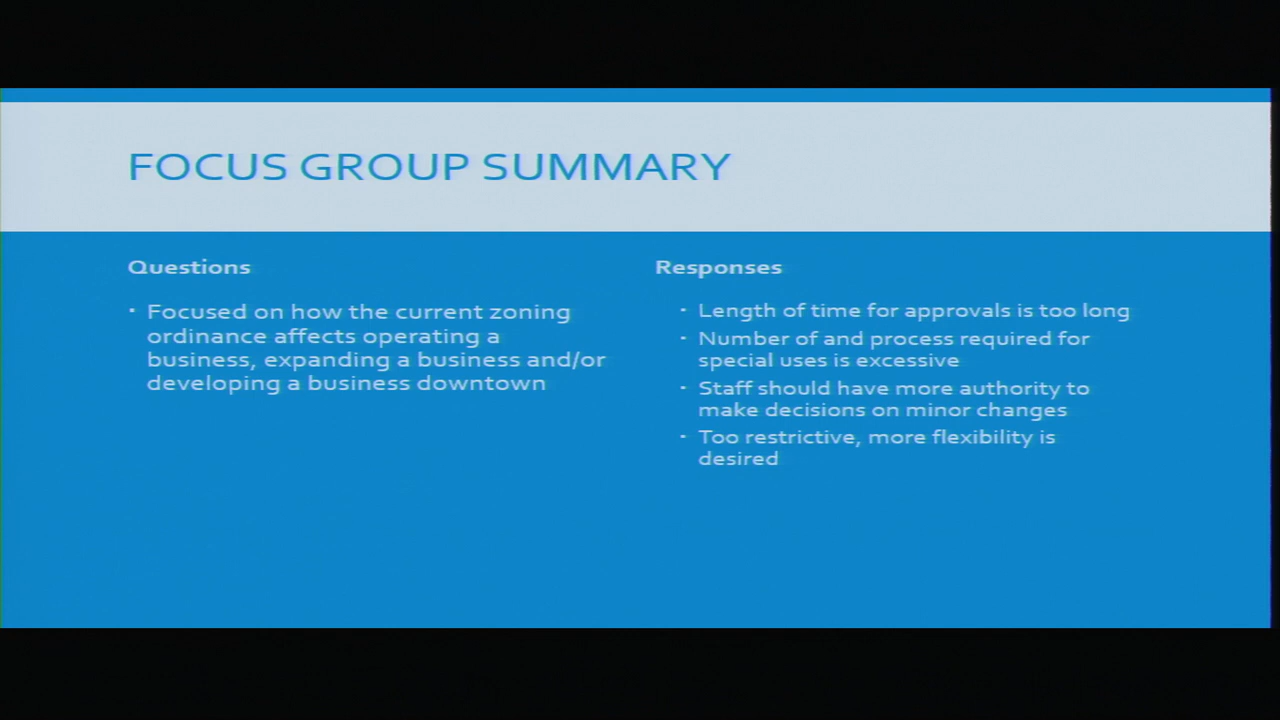 FOCUS GROUP SUMMARY
Questions
· Focused on how the current zoning
ordinance affects operating a
business, expanding a business and/or
developing a business downtown
Responses
· Length of time for approvals is too long
· Number of and process required for
special uses is excessive
· Staff should have more authority to
make decisions on minor changes
· Too restrictive, more flexibility is
desired